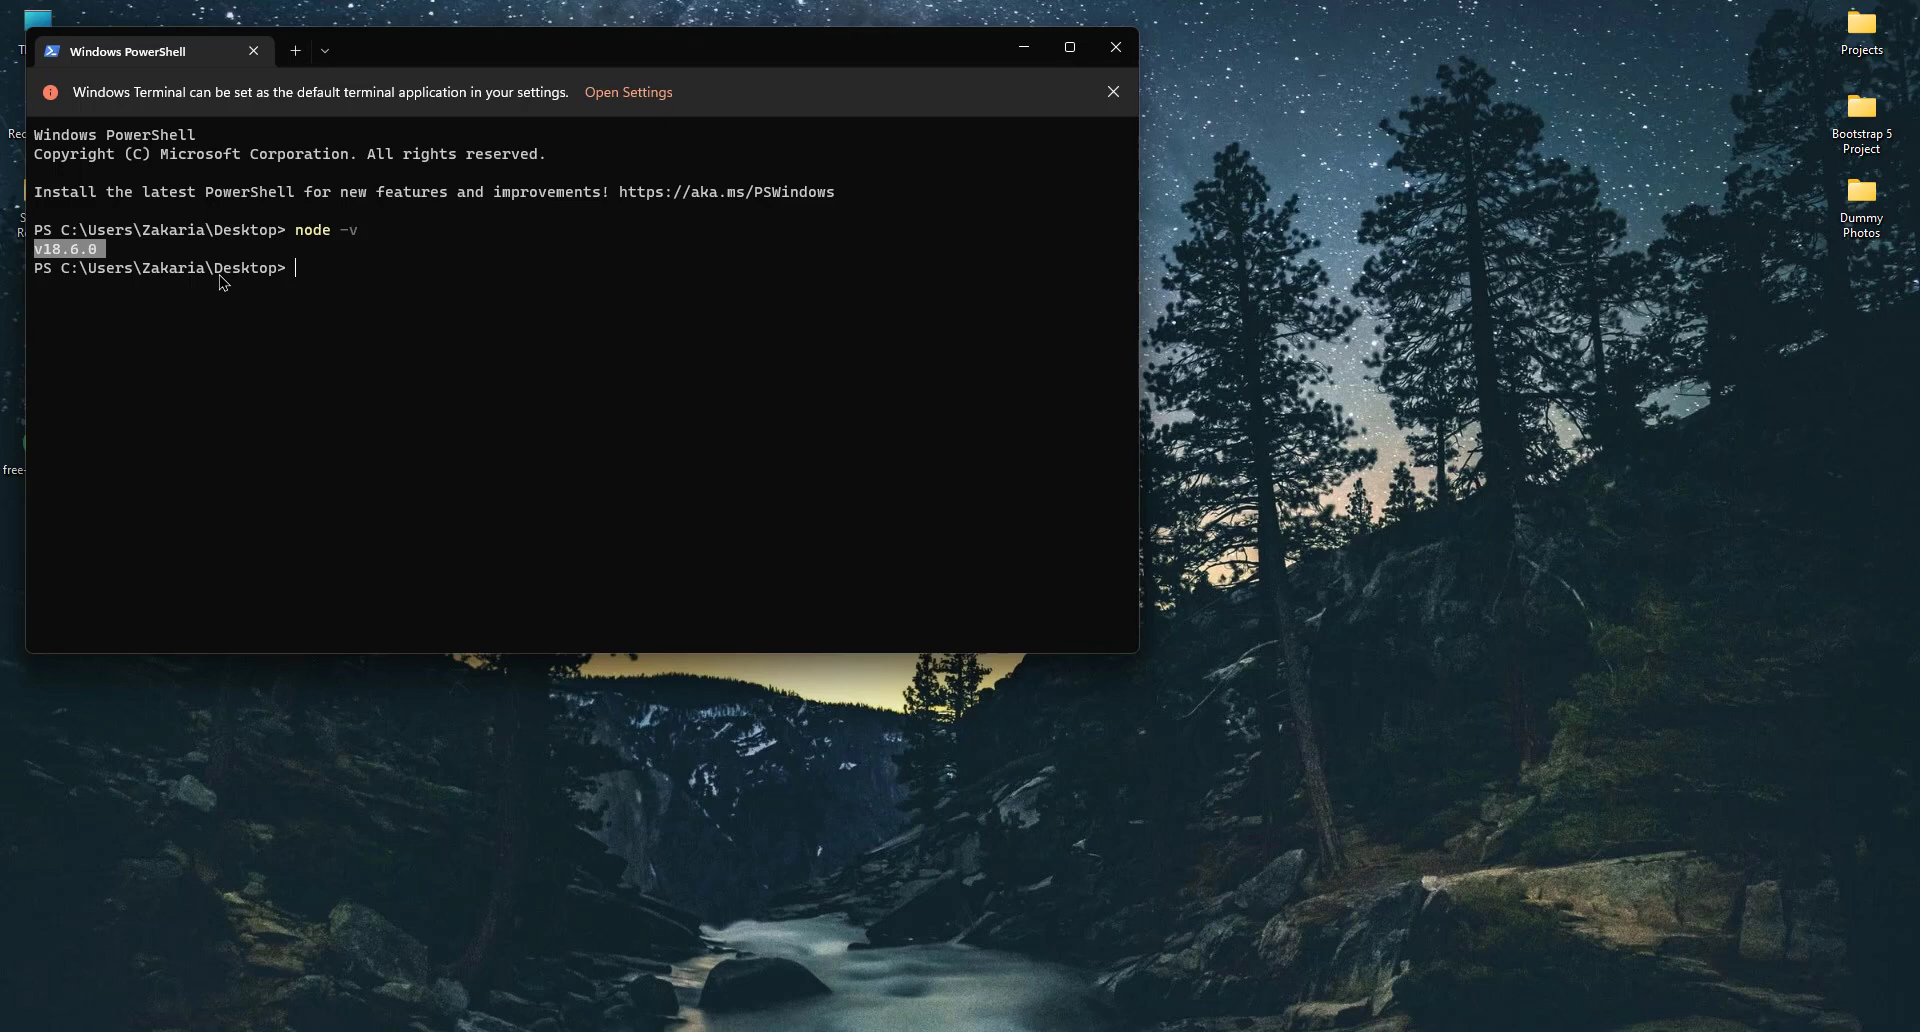 Windows PowerShell
Windows Terminal can be set as the default terminal application in your settings. Open Settings
Windows PowerShell
Copyright (C) Microsoft Corporation. All rights reserved.
Install the latest PowerShell for new features and improvements! https://aka.ms/PSWindows
PS C:\Users\Zakaria\Desktop> node -v
v18.6.0
PS C:\Users\Zakaria\Desktop>
free-
Projects
Bootstrap 5
Project
Dummy
Photos